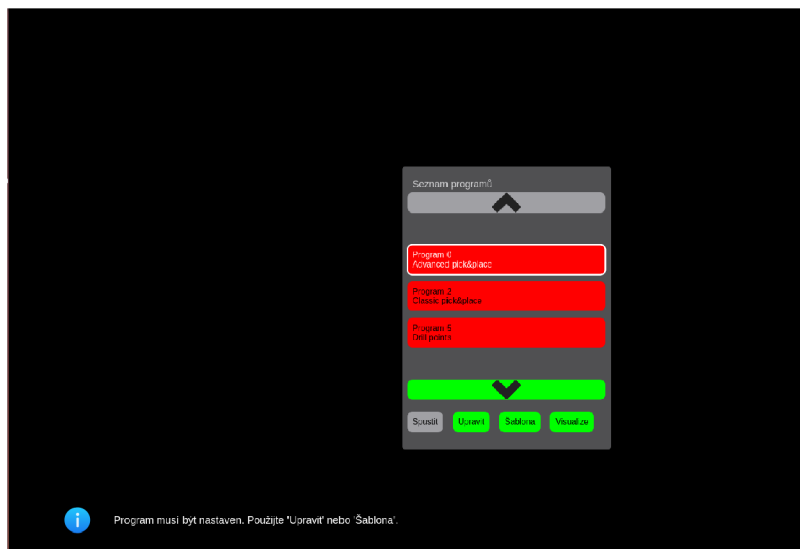 Seznam programů
Program 0
Advanced pick&place
Program 2
Classic pick&place
Program 5
Drill points
Spustit
Upravit
Šablona
Visualize
Program musí být nastaven. Použijte 'Upravit' nebo 'Šablona'.